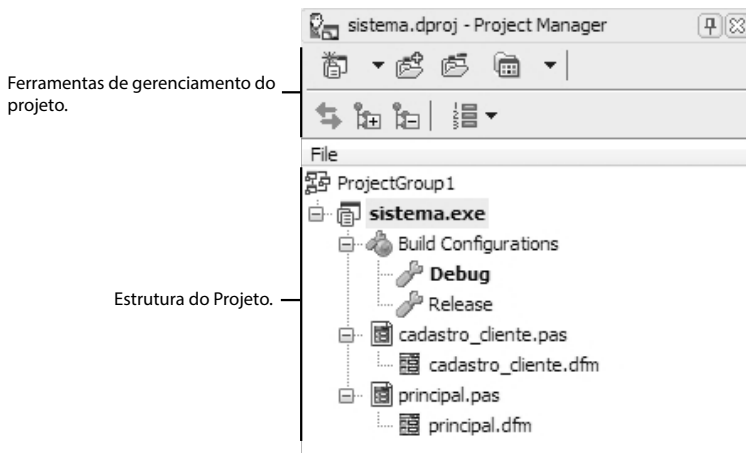 sistema.dproj - Project Manager
Ferramentas de gerenciamento do
projeto.
File
ProjectGroup1
sistema.exe
Build Configurations
Debug
Release
Estrutura do Projeto.
cadastro_cliente.pas
cadastro_cliente.dfm
principal.pas
principal.dfm